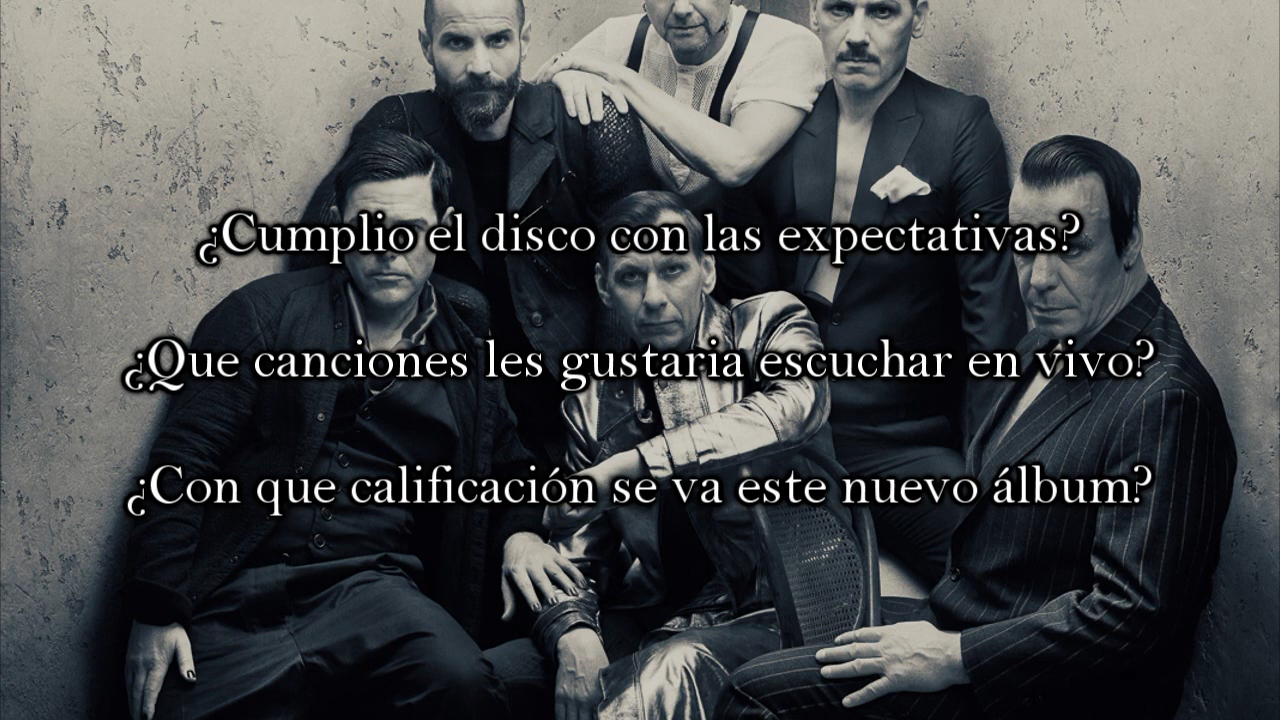 ¿Cumplio el disco con las expectativas?
¿Que canciones les gustaria escuchar en vivo?
¿Con que calificación se va este nuevo álbum?